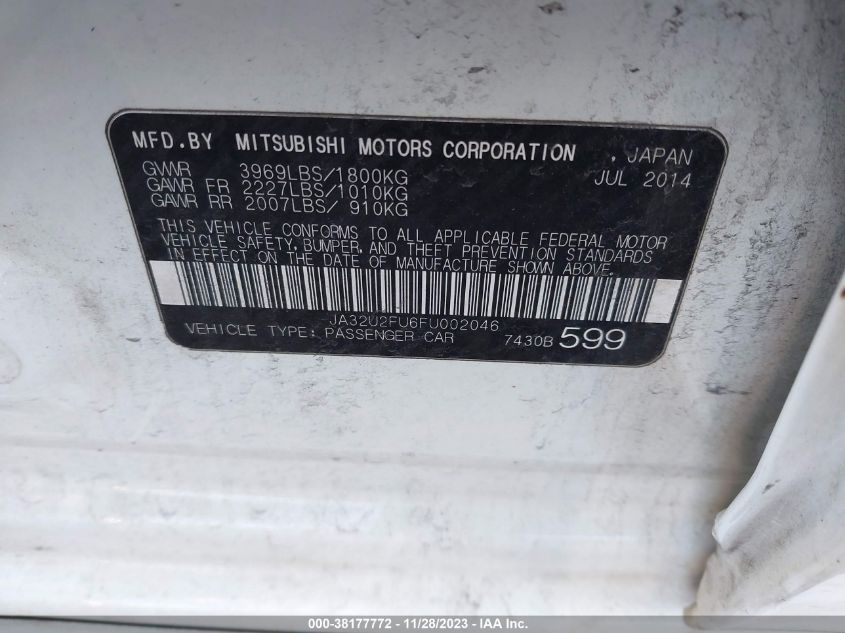 MFD.BY MITSUBISHI MOTORS CORPORATION , JAPAN
GVWR 3969LBS/1800KG JUL 2014
GAWR FR 2227LBS/1010KG
GAWR RR 2007LBS/ 910KG
THIS VEHICLE CONFORMS TO ALL APPLICABLE FEDERAL MOTOR
VEHICLE SAFETY, BUMPER, AND THEFT PREVENTION STANDARDS
IN EFFECT ON THE DATE OF MANUFACTURE SHOWN ABOVE.
JA32U2FU6FU002046
VEHICLE TYPE: PASSENGER CAR 7430B 599
000-38177772 - 11/28/2023 - IAA Inc.